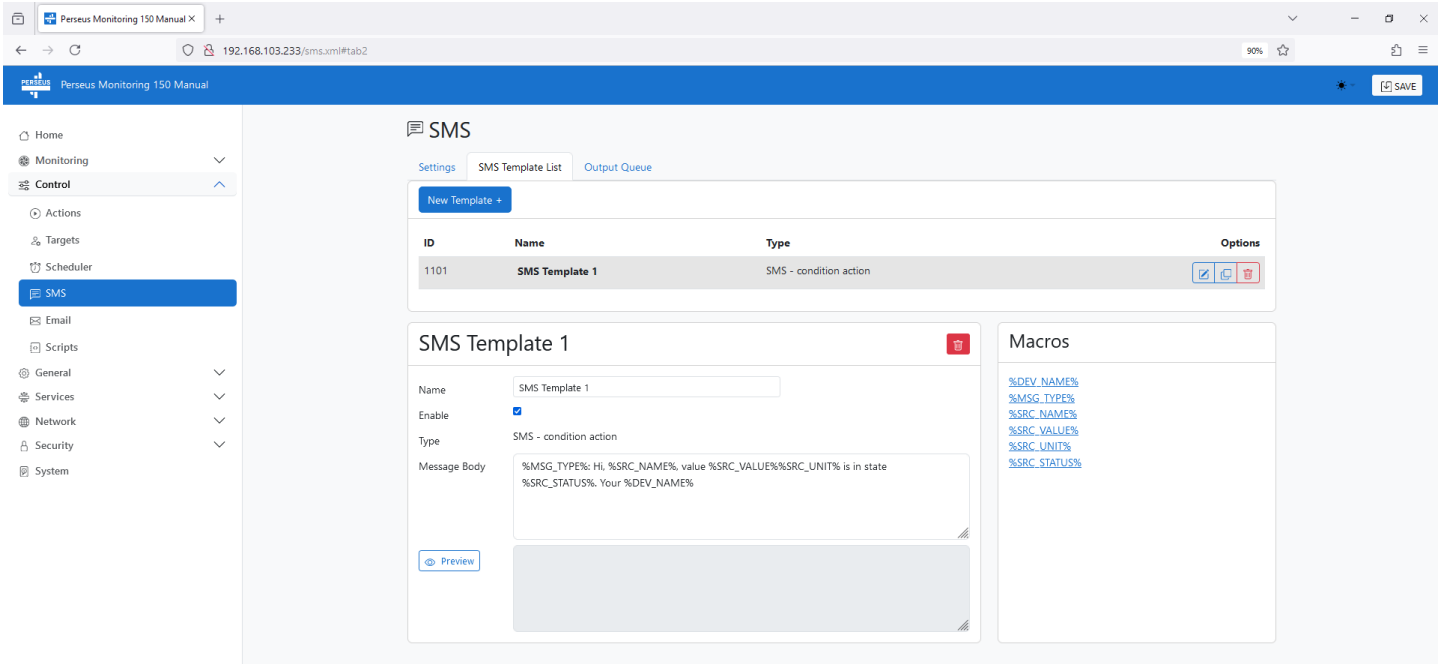 Perseus Monitoring 150 Manual
192.168.103.233/sms.xml#tab2
90%
PERSEUS
Perseus Monitoring 150 Manual
SAVE
Home
Monitoring
Control
Actions
Targets
Scheduler
SMS
Email
Scripts
General
Services
Network
Security
System
SMS
Settings
SMS Template List
Output Queue
New Template +
ID Name Type Options
1101 SMS Template 1 SMS - condition action
SMS Template 1
Name SMS Template 1
Enable
Type SMS - condition action
Message Body %MSG_TYPE%: Hi, %SRC_NAME%, value %SRC_VALUE%%SRC_UNIT% is in state
%SRC_STATUS%. Your %DEV_NAME%
Preview
Macros
%DEV_NAME%
%MSG_TYPE%
%SRC_NAME%
%SRC_VALUE%
%SRC_UNIT%
%SRC_STATUS%